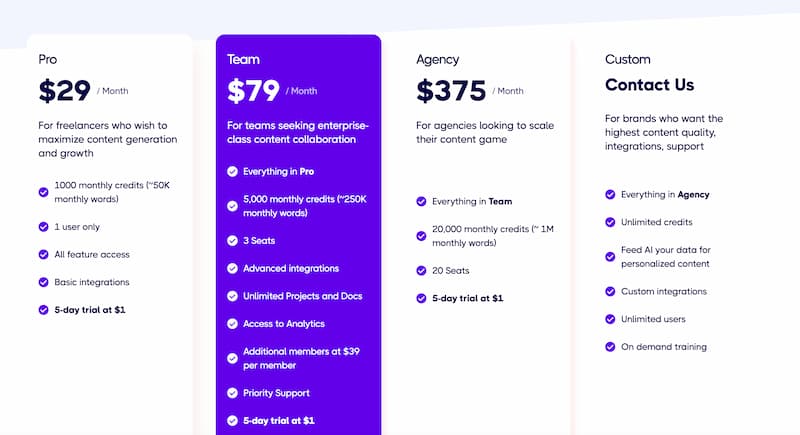 Pro
$29 / Month
For freelancers who wish to
maximize content generation
and growth
1000 monthly credits (~50K
monthly words)
1 user only
All feature access
Basic integrations
5-day trial at $1
Team
$79 / Month
For teams seeking enterprise-
class content collaboration
Everything in Pro
5,000 monthly credits (~250K
monthly words)
3 Seats
Advanced integrations
Unlimited Projects and Docs
Access to Analytics
Additional members at $39
per member
Priority Support
5-day trial at $1
Agency
$375 / Month
For agencies looking to scale
their content game
Everything in Team
20,000 monthly credits (~ 1M
monthly words)
20 Seats
5-day trial at $1
Custom
Contact Us
For brands who want the
highest content quality,
integrations, support
Everything in Agency
Unlimited credits
Feed AI your data for
personalized content
Custom integrations
Unlimited users
On demand training